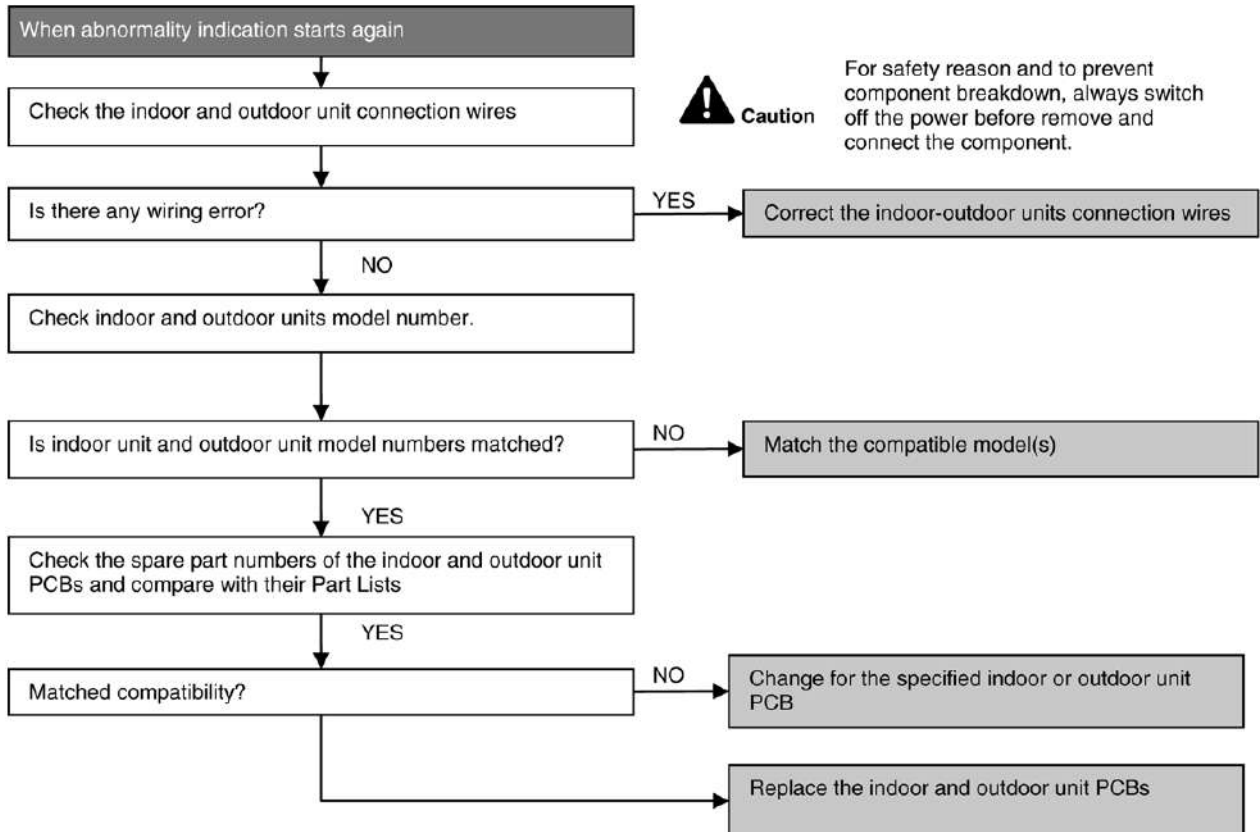 When abnormality indication starts again
Check the indoor and outdoor unit connection wires
Caution
For safety reason and to prevent
component breakdown, always switch
off the power before remove and
connect the component.
Is there any wiring error?
YES
Correct the indoor-outdoor units connection wires
NO
Check indoor and outdoor units model number.
Is indoor unit and outdoor unit model numbers matched?
NO
Match the compatible model(s)
YES
Check the spare part numbers of the indoor and outdoor unit
PCBs and compare with their Part Lists
YES
Matched compatibility?
NO
Change for the specified indoor or outdoor unit
PCB
Replace the indoor and outdoor unit PCBs